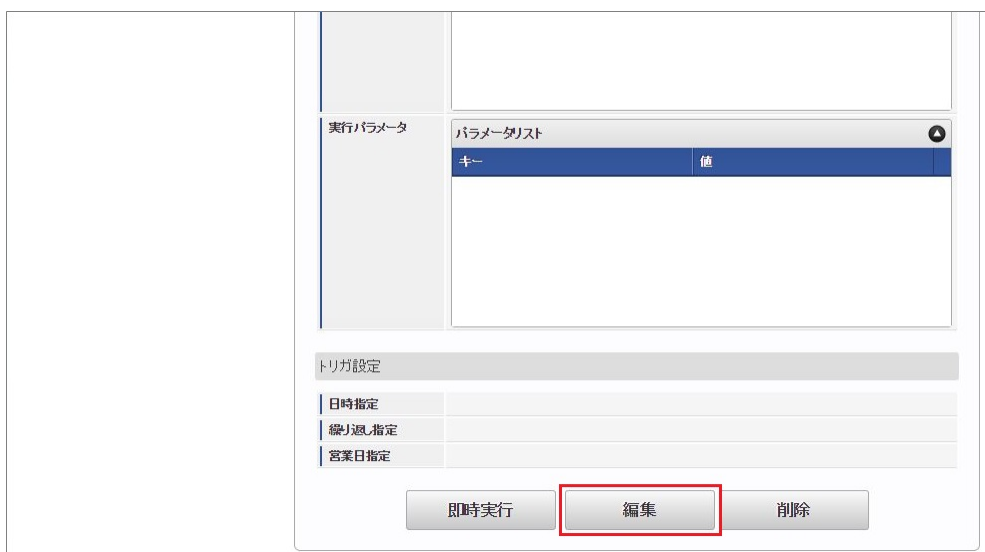 実行パラメータ
パラメータリスト
キー 値
トリガ設定
日時指定
繰り返し指定
営業日指定
即時実行 編集 削除